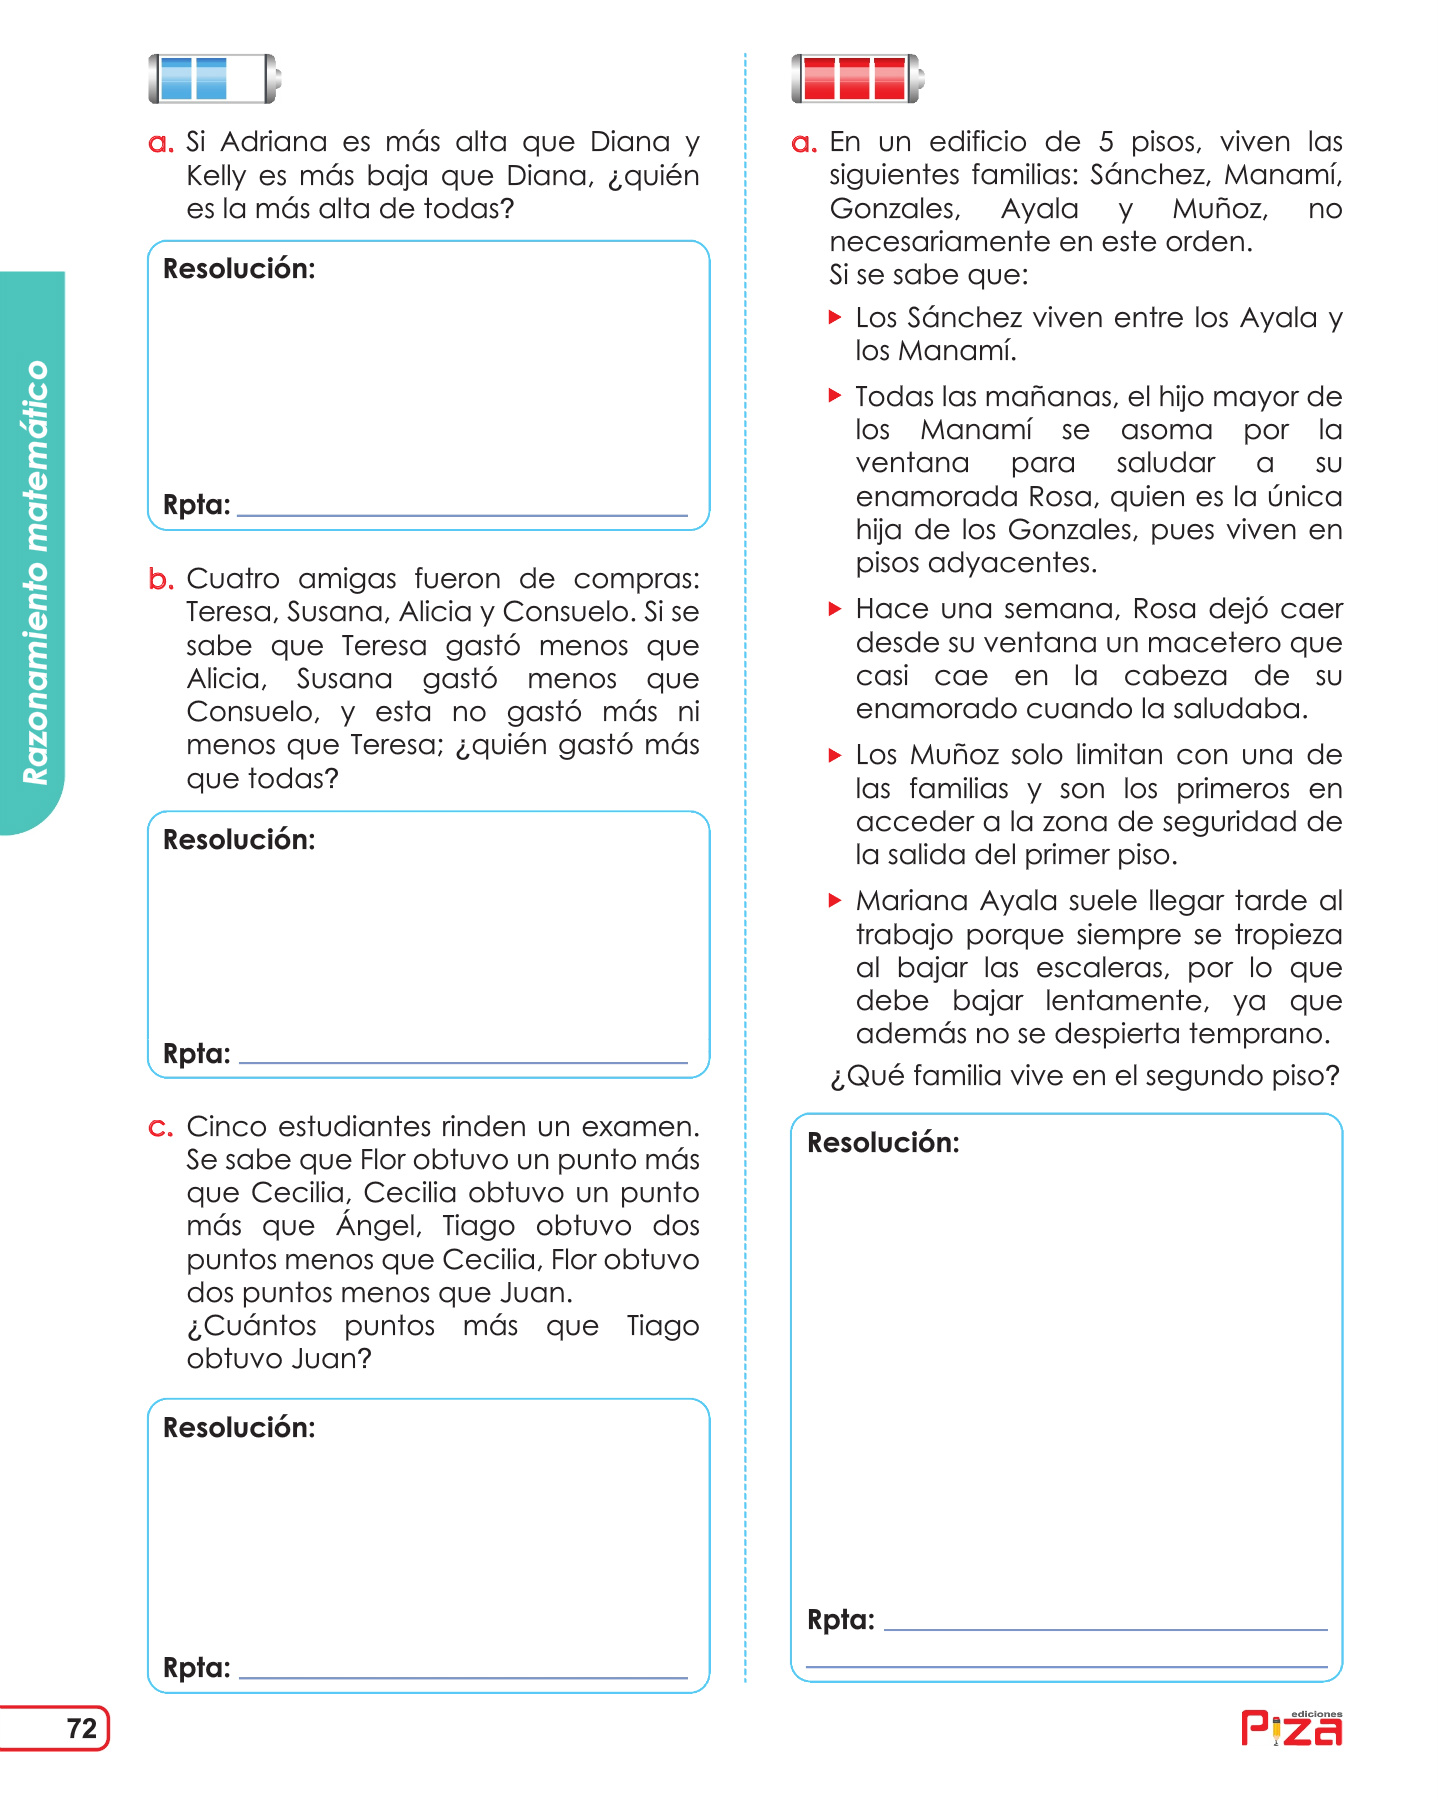 Razonamiento matemático
a. Si Adriana es más alta que Diana y
Kelly es más baja que Diana, ¿quién
es la más alta de todas?
Resolución:
Rpta:
b. Cuatro amigas fueron de compras:
Teresa, Susana, Alicia y Consuelo. Si se
sabe que Teresa gastó menos que
Alicia, Susana gastó menos que
Consuelo, y esta no gastó más ni
menos que Teresa; ¿quién gastó más
que todas?
Resolución:
Rpta:
c. Cinco estudiantes rinden un examen.
Se sabe que Flor obtuvo un punto más
que Cecilia, Cecilia obtuvo un punto
más que Ángel, Tiago obtuvo dos
puntos menos que Cecilia, Flor obtuvo
dos puntos menos que Juan.
¿Cuántos puntos más que Tiago
obtuvo Juan?
Resolución:
Rpta:
a. En un edificio de 5 pisos, viven las
siguientes familias: Sánchez, Manamí,
Gonzales, Ayala y Muñoz, no
necesariamente en este orden.
Si se sabe que:
Los Sánchez viven entre los Ayala y
los Manamí.
Todas las mañanas, el hijo mayor de
los Manamí se asoma por la
ventana para saludar a su
enamorada Rosa, quien es la única
hija de los Gonzales, pues viven en
pisos adyacentes.
Hace una semana, Rosa dejó caer
desde su ventana un macetero que
casi cae en la cabeza de su
enamorado cuando la saludaba.
Los Muñoz solo limitan con una de
las familias y son los primeros en
acceder a la zona de seguridad de
la salida del primer piso.
Mariana Ayala suele llegar tarde al
trabajo porque siempre se tropieza
al bajar las escaleras, por lo que
debe bajar lentamente, ya que
además no se despierta temprano.
¿Qué familia vive en el segundo piso?
Resolución:
Rpta:
72
ediciones
Piza